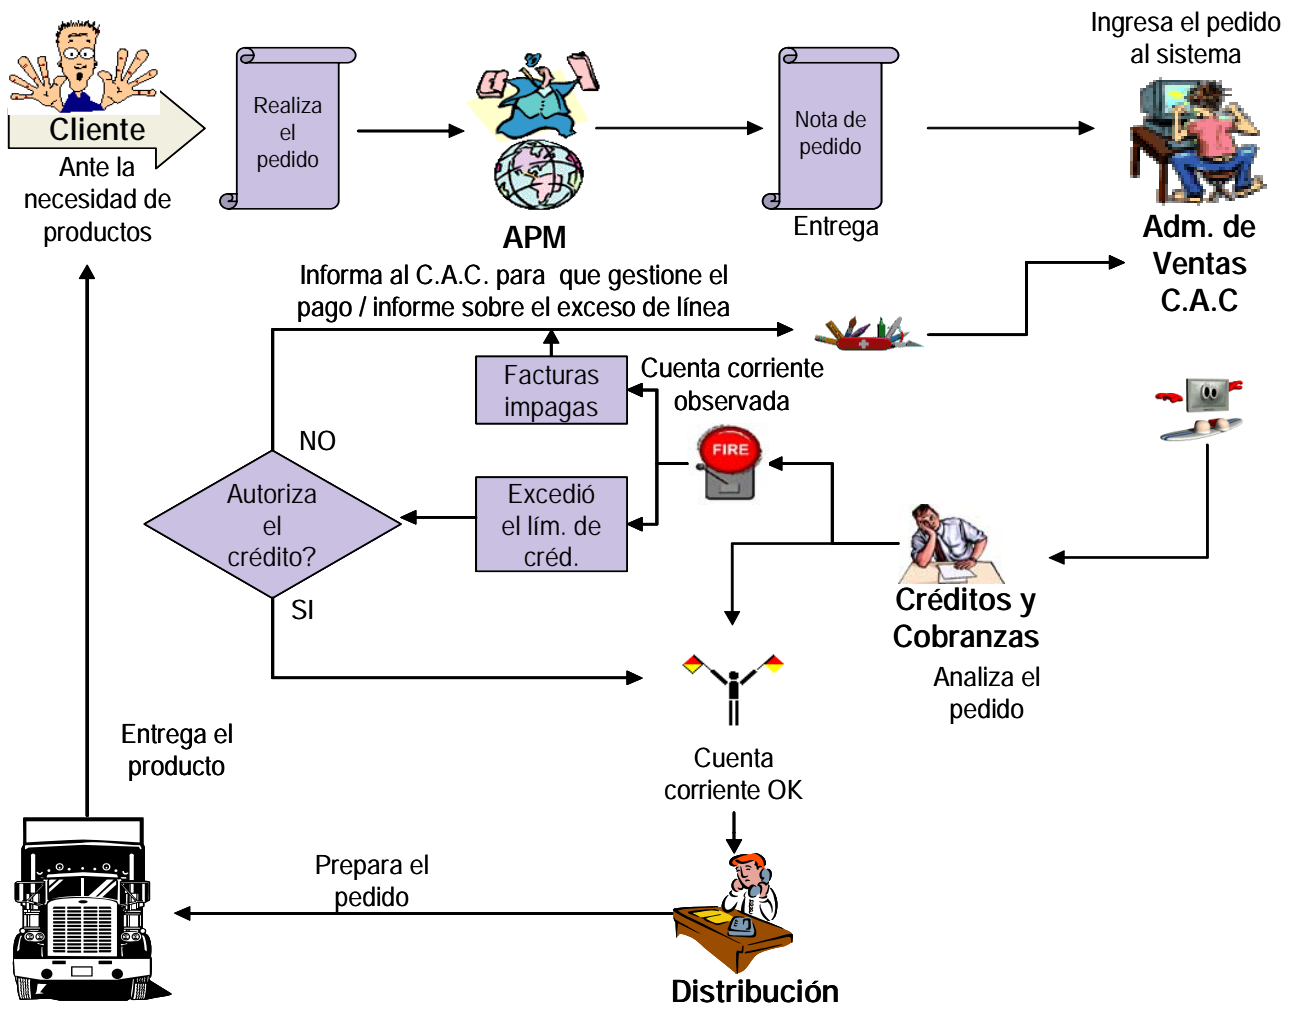 Cliente
Ante la
necesidad de
productos
Realiza
el
pedido
APM
Nota de
pedido
Entrega
Ingresa el pedido
al sistema
Adm. de
Ventas
C.A.C
Informa al C.A.C. para que gestione el
pago / informe sobre el exceso de línea
Facturas
impagas
Cuenta corriente
observada
FIRE
NO
Autoriza
el
crédito?
SI
Excedió
el lím. de
créd.
Créditos y
Cobranzas
Analiza el
pedido
Cuenta
corriente OK
Entrega el
producto
Prepara el
pedido
Distribución